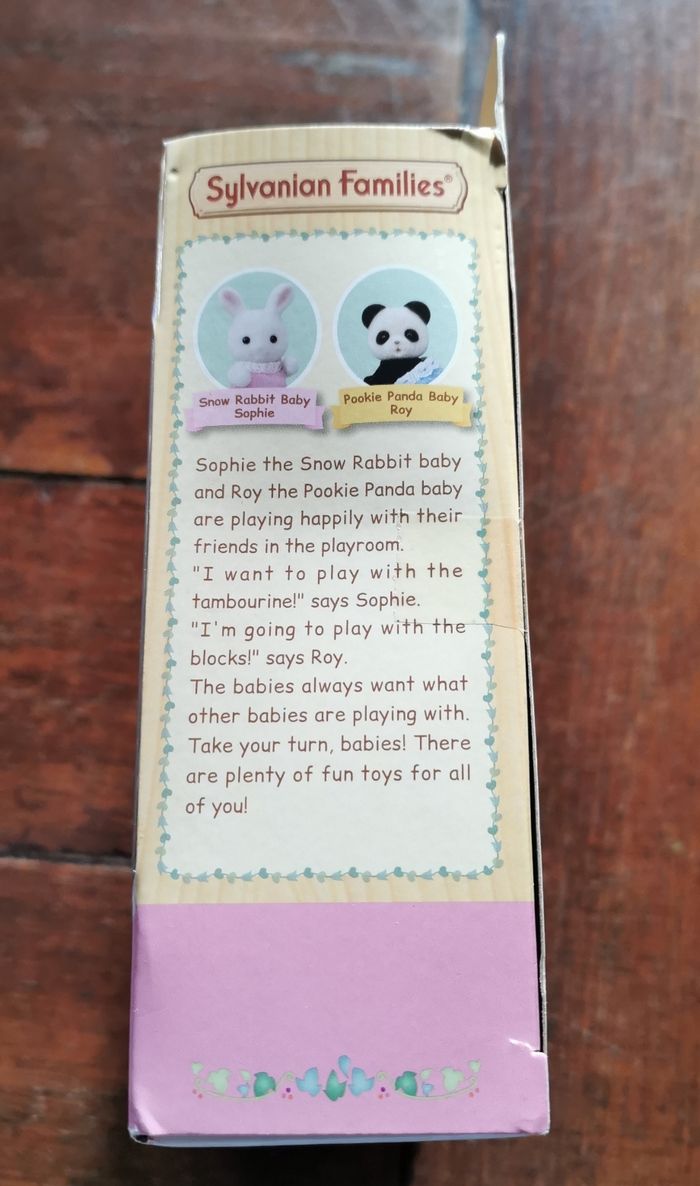 Sylvanian Families®
Snow Rabbit Baby
Sophie
Pookie Panda Baby
Roy
Sophie the Snow Rabbit baby
and Roy the Pookie Panda baby
are playing happily with their
friends in the playroom.
"I want to play with the
tambourine!" says Sophie.
"I'm going to play with the
blocks!" says Roy.
The babies always want what
other babies are playing with.
Take your turn, babies! There
are plenty of fun toys for all
of you!